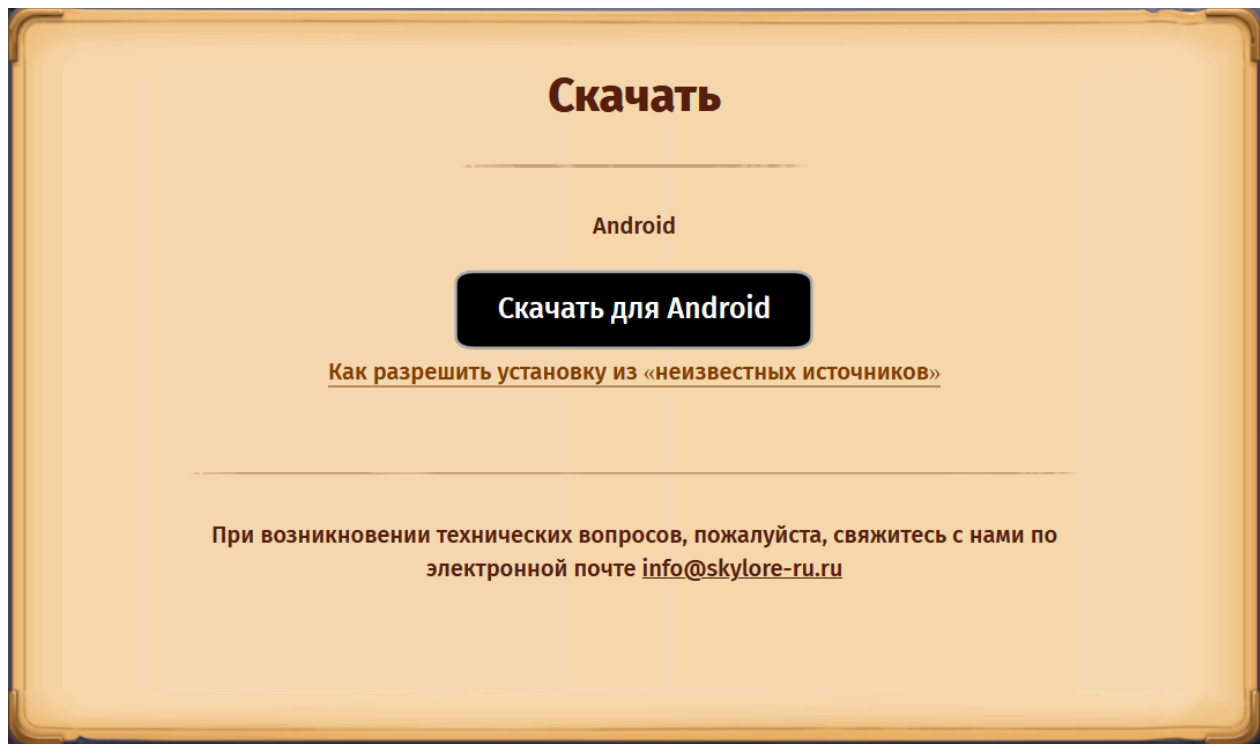 Скачать
Android
Скачать для Android
Как разрешить установку из «неизвестных источников»
При возникновении технических вопросов, пожалуйста, свяжитесь с нами по
электронной почте info@skylore-ru.ru